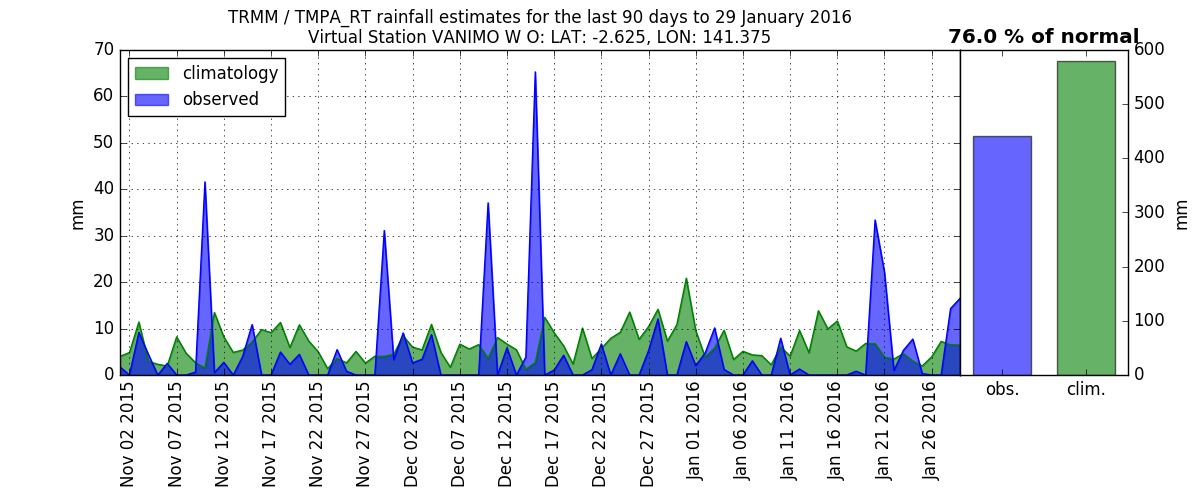 TRMM / TMPA_RT rainfall estimates for the last 90 days to 29 January 2016
Virtual Station VANIMO W O: LAT: -2.625, LON: 141.375
76.0 % of normal
climatology
observed
70
60
50
40
30
20
10
0
mm
Nov 02 2015
Nov 07 2015
Nov 12 2015
Nov 17 2015
Nov 22 2015
Nov 27 2015
Dec 02 2015
Dec 07 2015
Dec 12 2015
Dec 17 2015
Dec 22 2015
Dec 27 2015
Jan 01 2016
Jan 06 2016
Jan 11 2016
Jan 16 2016
Jan 21 2016
Jan 26 2016
obs.
clim.
600
500
400
300
200
100
0
mm